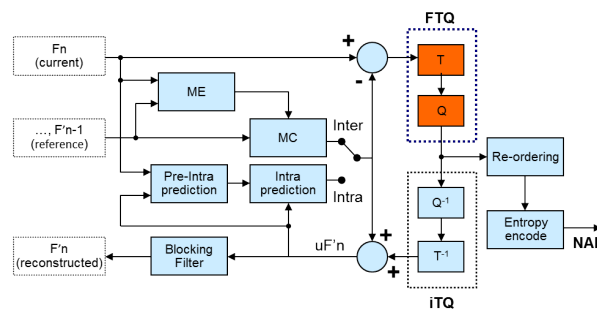 FTQ
Fn
(current)
+
T
-
ME
Q
..., F'n-1
(reference)
MC
Inter
Re-ordering
Pre-Intra
prediction
Intra
prediction
Intra
Q-1
Entropy
encode
NAL
F'n
(reconstructed)
Blocking
Filter
uF'n
+
+
T-1
iTQ